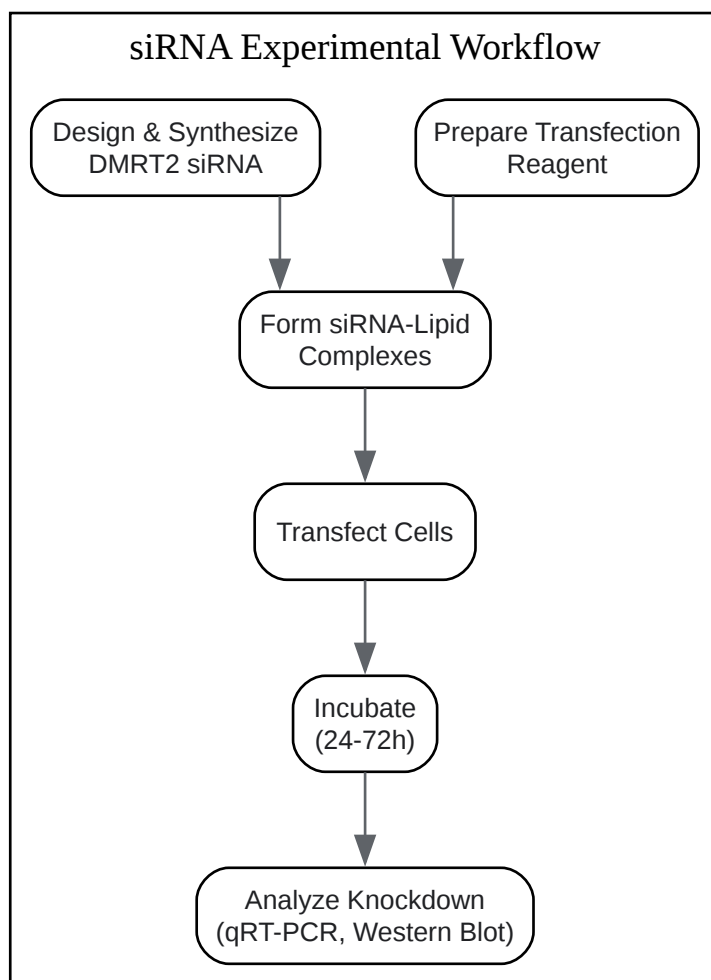 siRNA Experimental Workflow
Design & Synthesize
DMRT2 siRNA
Prepare Transfection
Reagent
Form siRNA-Lipid
Complexes
Transfect Cells
Incubate
(24-72h)
Analyze Knockdown
(qRT-PCR, Western Blot)